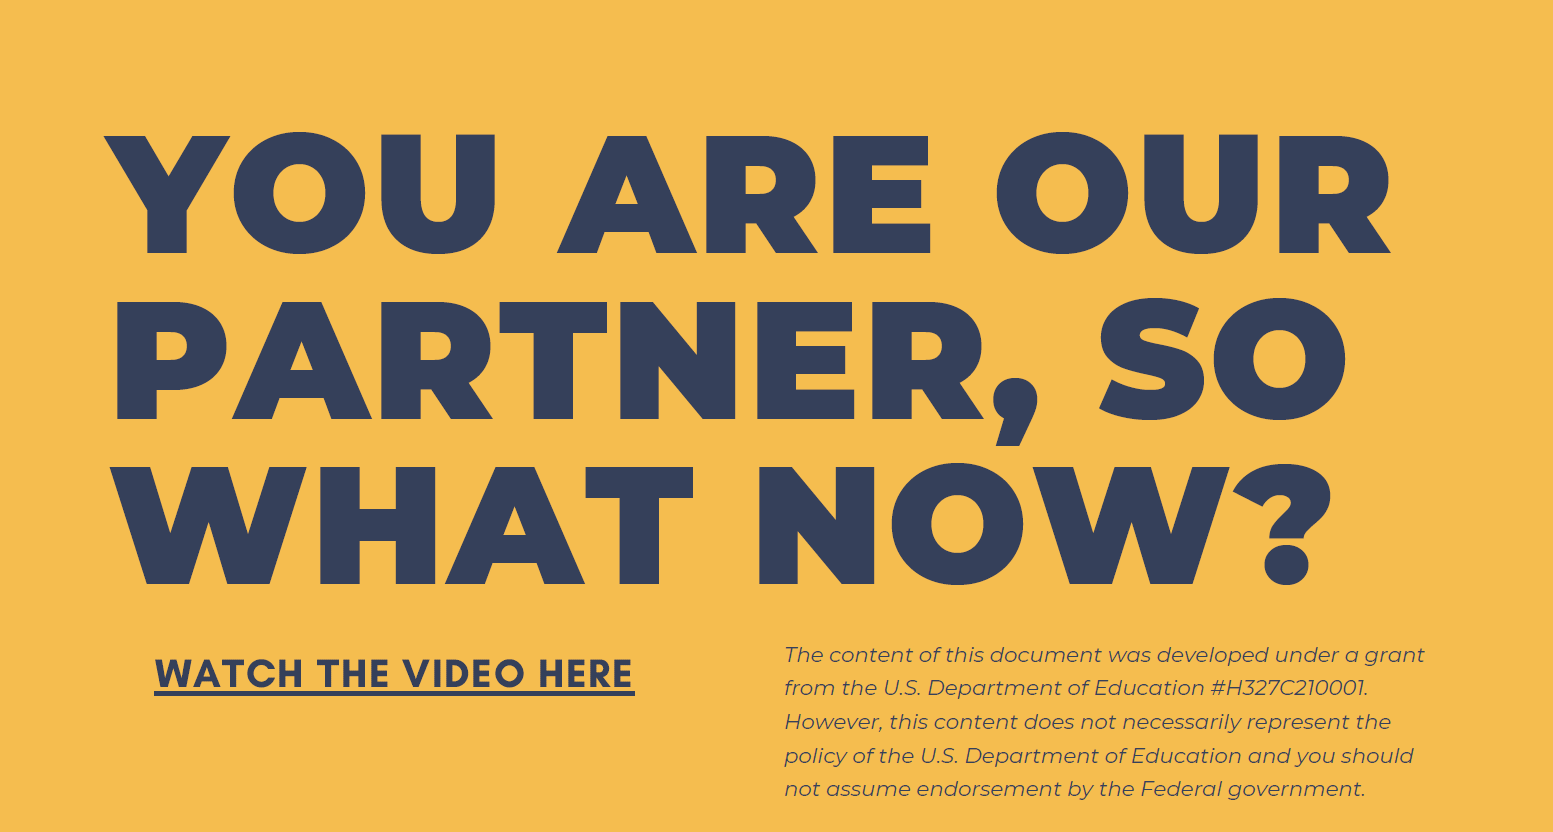 YOU ARE OUR
PARTNER, SO
WHAT NOW?
WATCH THE VIDEO HERE
The content of this document was developed under a grant
from the U.S. Department of Education #H327C210001.
However, this content does not necessarily represent the
policy of the U.S. Department of Education and you should
not assume endorsement by the Federal government.